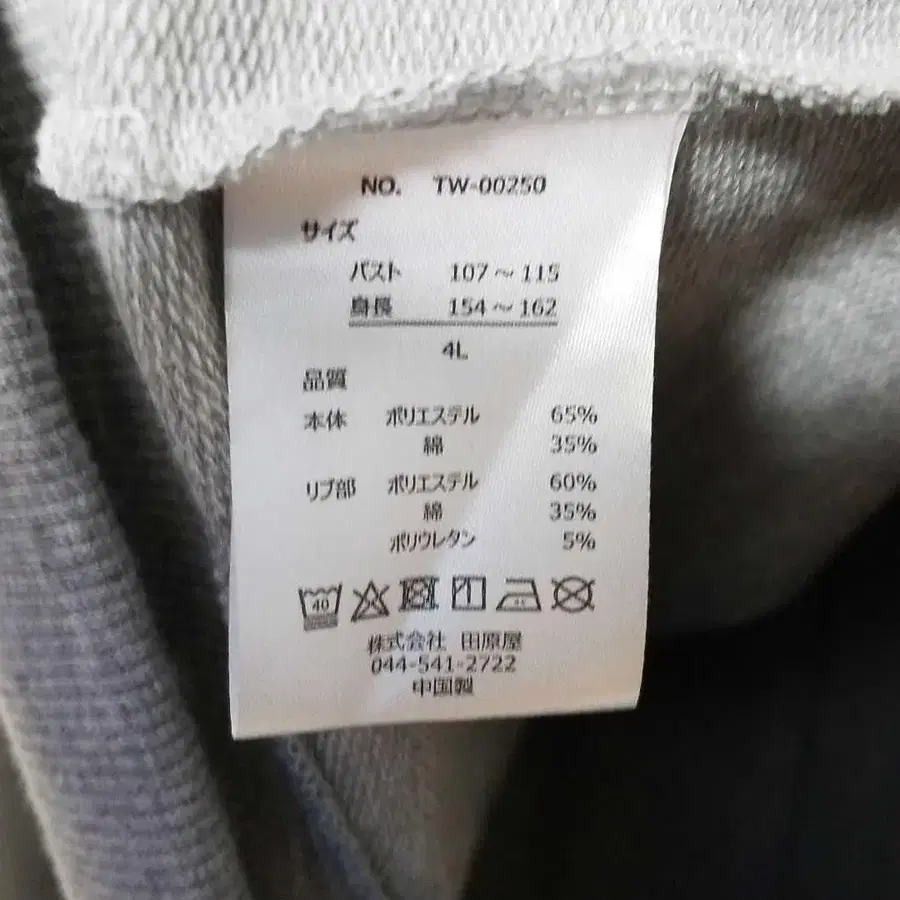 NO. TW-00250
サイズ
バスト 107～115
身長 154～162
4L
品質
本体 ポリエステル 65%
綿 35%
リブ部 ポリエステル 60%
綿 35%
ポリウレタン 5%
40
株式会社 田原屋
044-541-2722
中国製